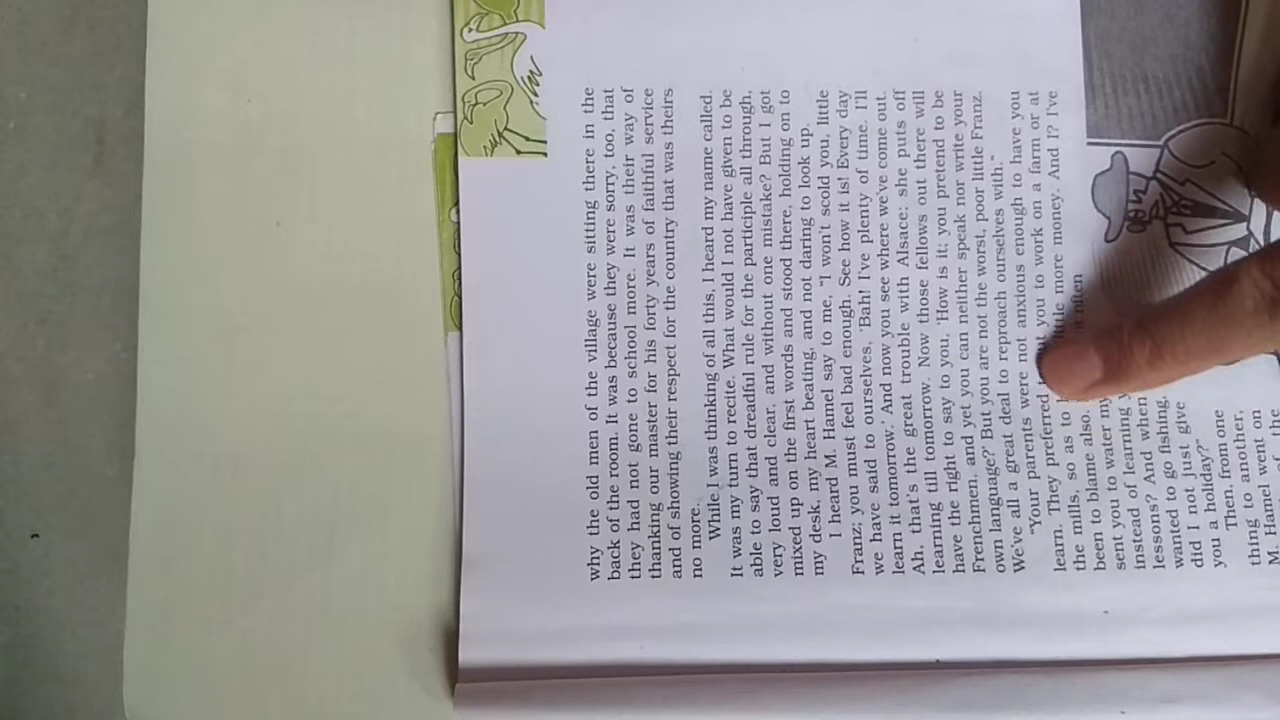 why the old men of the village were sitting there in the
back of the room. It was because they were sorry, too, that
they had not gone to school more. It was their way of
thanking our master for his forty years of faithful service
and of showing their respect for the country that was theirs
no more.
While I was thinking of all this, I heard my name called.
It was my turn to recite. What would I not have given to be
able to say that dreadful rule for the participle all through,
very loud and clear, and without one mistake? But I got
mixed up on the first words and stood there, holding on to
my desk, my heart beating, and not daring to look up.
I heard M. Hamel say to me, "I won't scold you, little
Franz; you must feel bad enough. See how it is! Every day
we have said to ourselves, 'Bah! I've plenty of time. I'll
learn it tomorrow.' And now you see where we've come out.
Ah, that's the great trouble with Alsace; she puts off
learning till tomorrow. Now those fellows out there will
have the right to say to you, 'How is it; you pretend to be
Frenchmen, and yet you can neither speak nor write your
own language?' But you are not the worst, poor little Franz.
We've all a great deal to reproach ourselves with."
"Your parents were not anxious enough to have you
learn. They preferred you to work on a farm or at
the mills, so as to little more money. And I? I've
been to blame also. often
sent you to water my
instead of learning
lessons? And when
wanted to go fishing,
did I not just give
you a holiday?"
Then, from one
thing to another,
M. Hamel went on
the